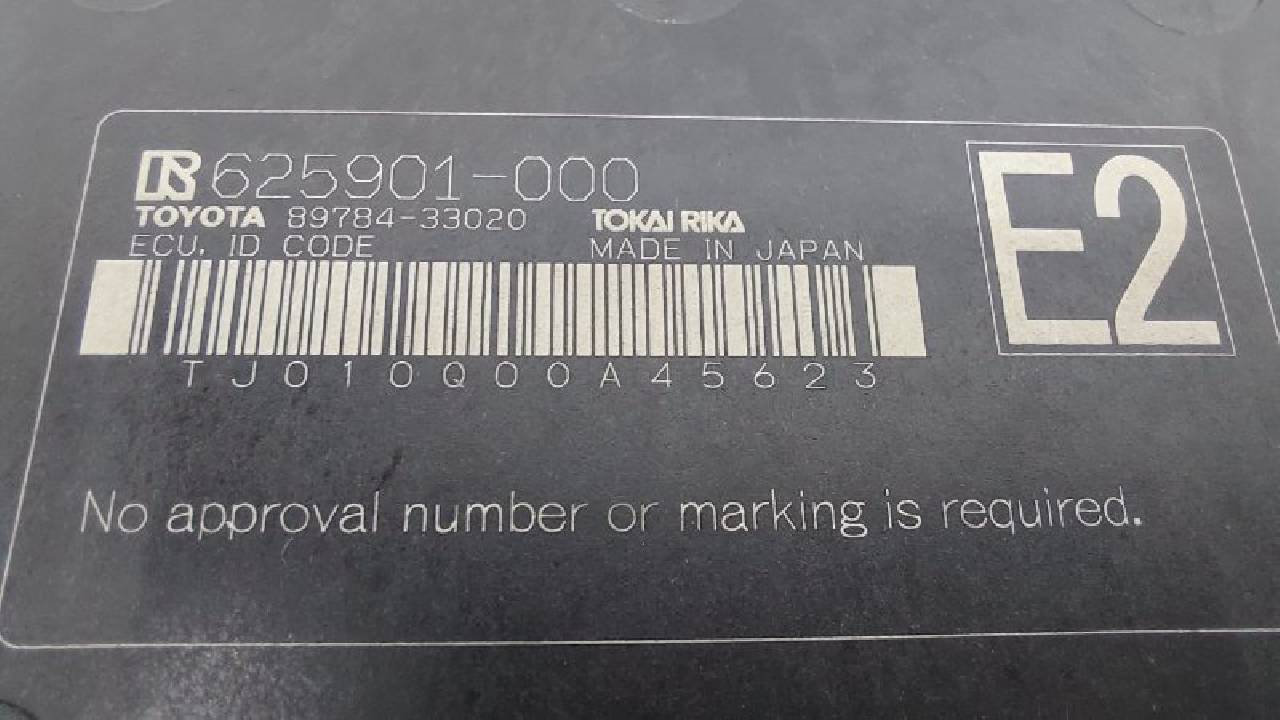 625901-000
TOYOTA 89784-33020 TOKAI RIKA
ECU. ID CODE MADE IN JAPAN
E2
TJ010Q00A45623
No approval number or marking is required.